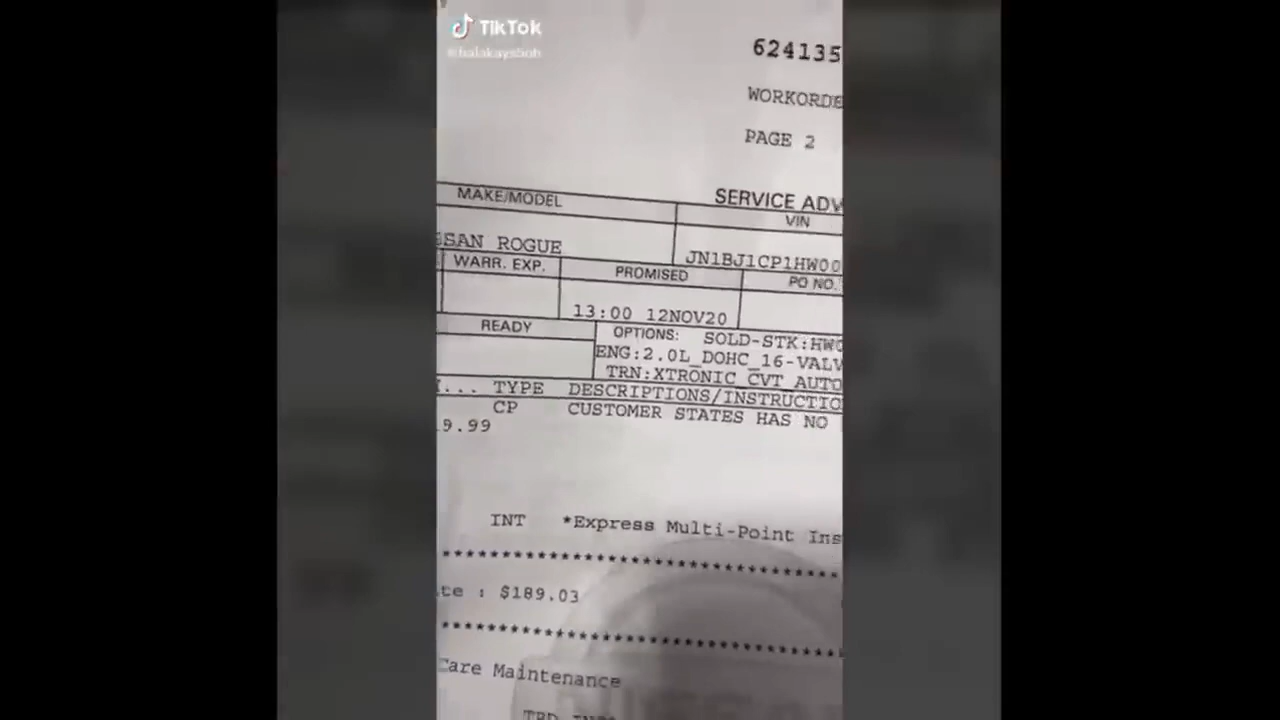 TikTok
624135
WORKORDE
PAGE 2
MAKE/MODEL
SERVICE ADV
VIN
SAN ROGUE
JN1BJ1CP1HW00
WARR. EXP.
PROMISED
PO NO.
13:00 12NOV20
READY
OPTIONS: SOLD-STK:HW0
ENG:2.0L_DOHC_16-VALV
TRN:XTRONIC_CVT_AUTO
... TYPE DESCRIPTIONS/INSTRUCTIO
CP CUSTOMER STATES HAS NO
9.99
INT *Express Multi-Point Ins
te : $189.03
Care Maintenance